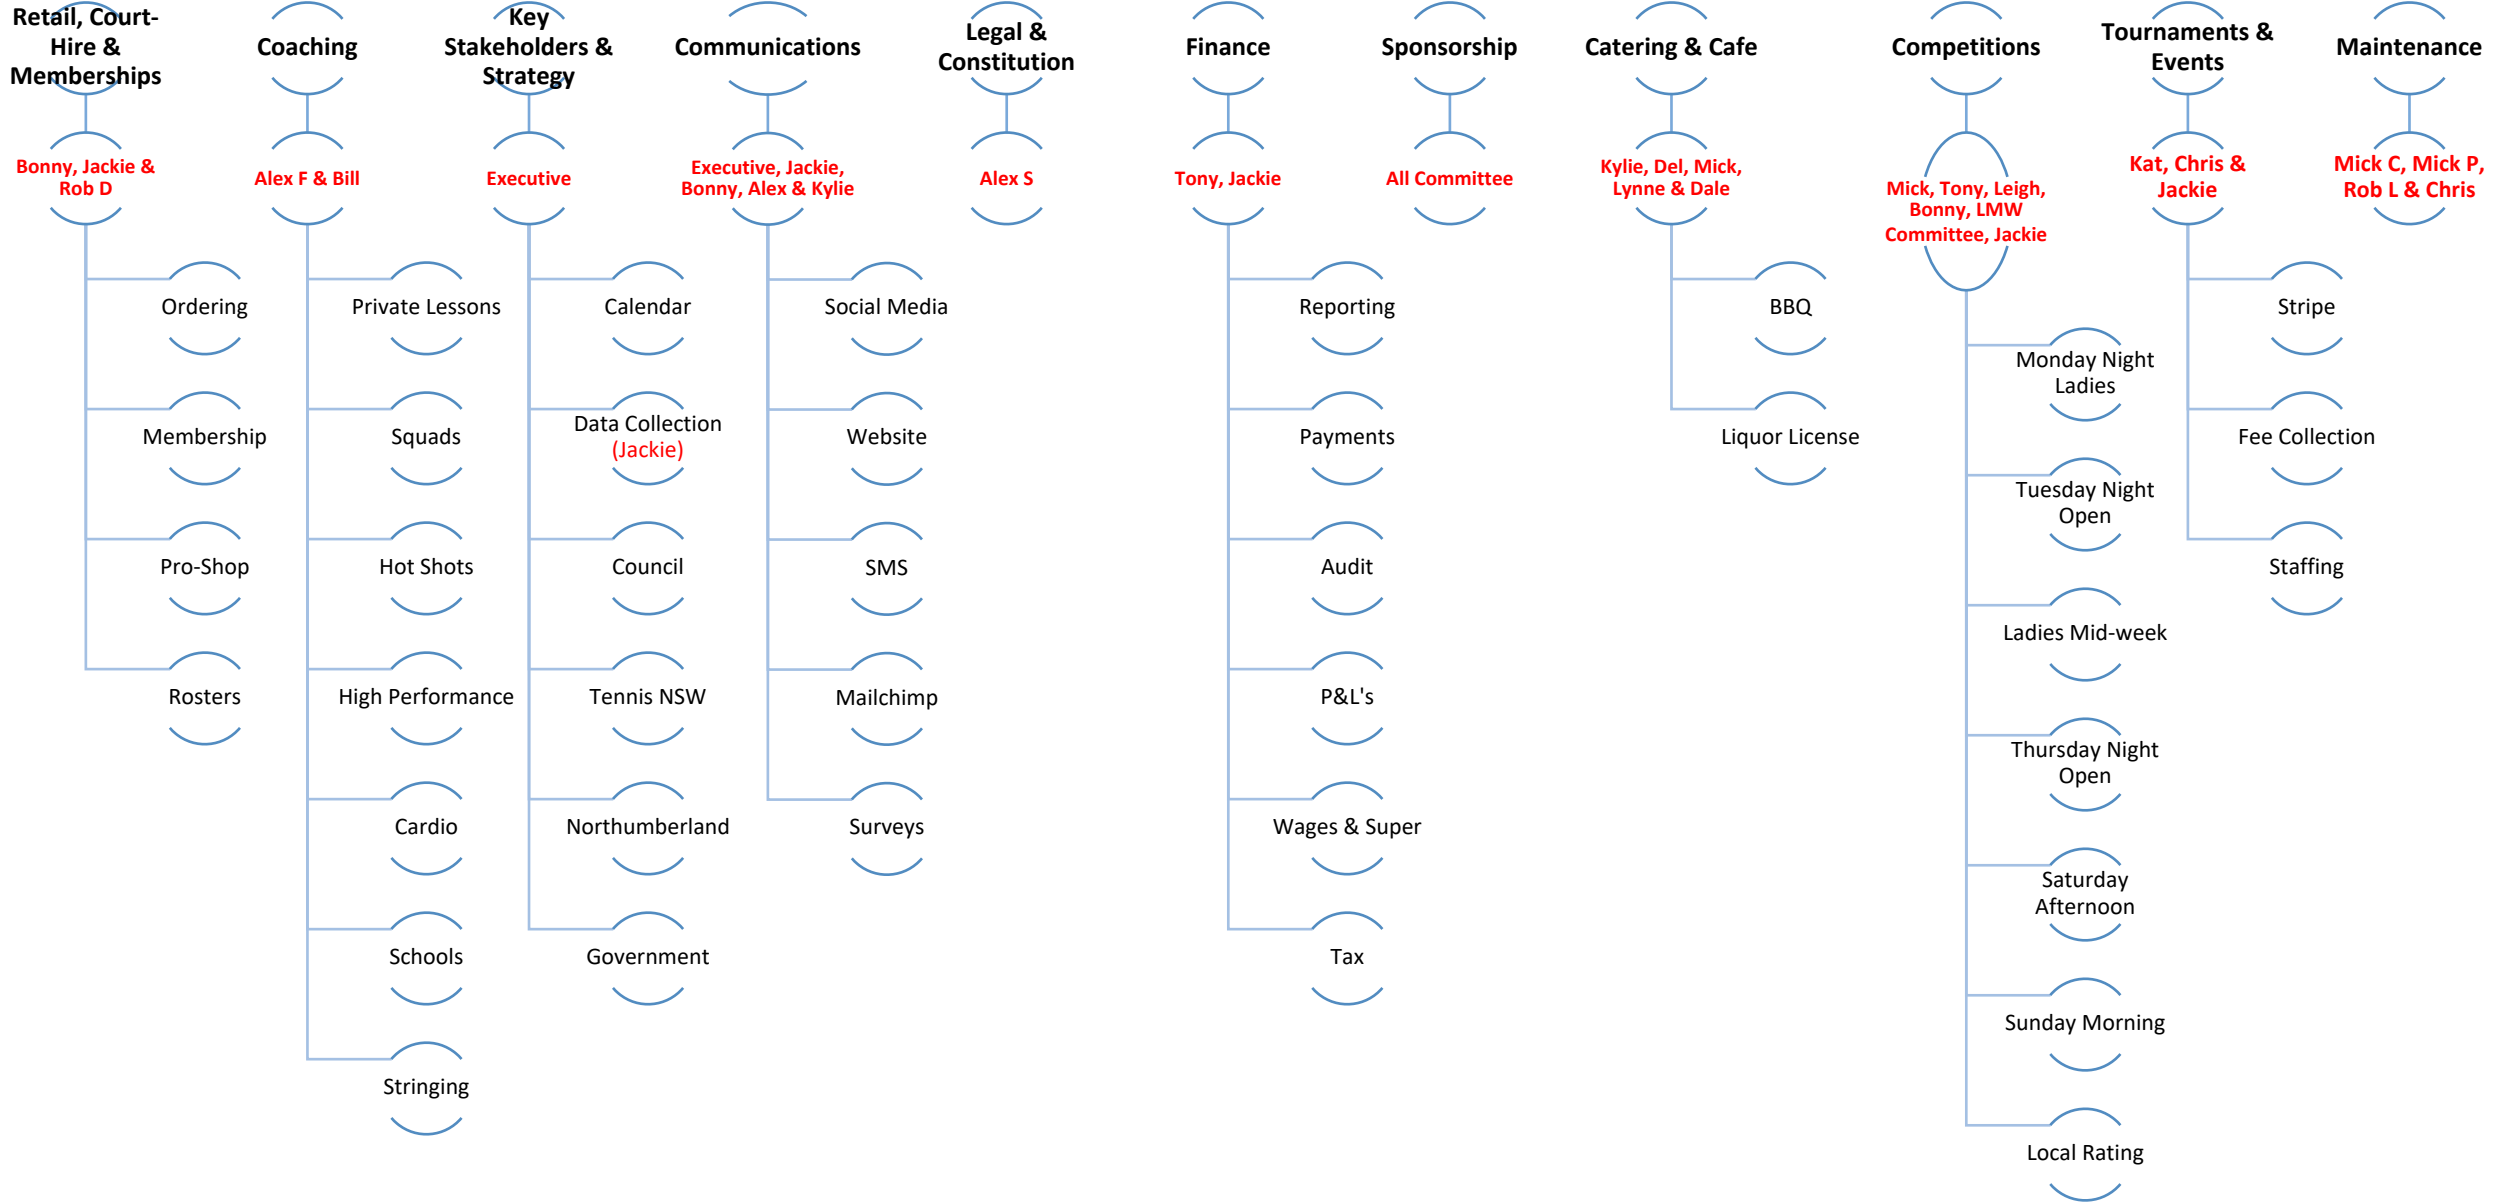 Retail, Court-
Hire &
Memberships
Bonny, Jackie &
Rob D
Ordering
Membership
Pro-Shop
Rosters
Coaching
Alex F & Bill
Private Lessons
Squads
Hot Shots
High Performance
Cardio
Schools
Stringing
Key
Stakeholders &
Strategy
Executive
Calendar
Data Collection
(Jackie)
Council
Tennis NSW
Northumberland
Government
Communications
Executive, Jackie,
Bonny, Alex & Kylie
Social Media
Website
SMS
Mailchimp
Surveys
Legal &
Constitution
Alex S
Finance
Tony, Jackie
Reporting
Payments
Audit
P&L's
Wages & Super
Tax
Sponsorship
All Committee
Catering & Cafe
Kylie, Del, Mick,
Lynne & Dale
BBQ
Liquor License
Competitions
Mick, Tony, Leigh,
Bonny, LMW
Committee, Jackie
Monday Night
Ladies
Tuesday Night
Open
Ladies Mid-week
Thursday Night
Open
Saturday
Afternoon
Sunday Morning
Local Rating
Tournaments &
Events
Kat, Chris &
Jackie
Stripe
Fee Collection
Staffing
Maintenance
Mick C, Mick P,
Rob L & Chris